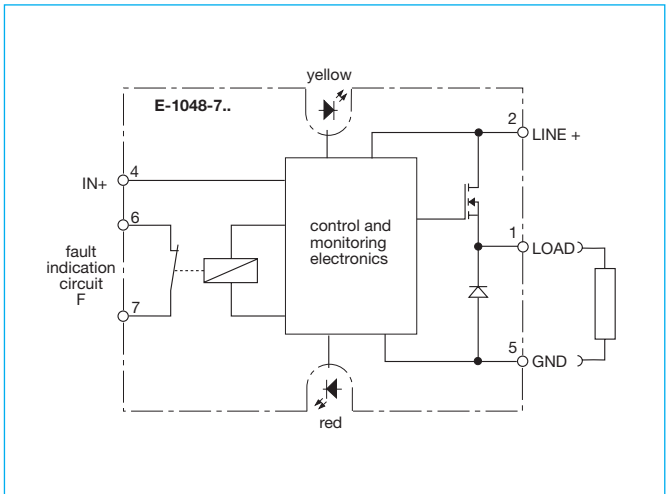 yellow
E-1048-7..
2
LINE +
4
IN+
6
control and
monitoring
electronics
1
LOAD
fault
indication
circuit
F
7
5
GND
red